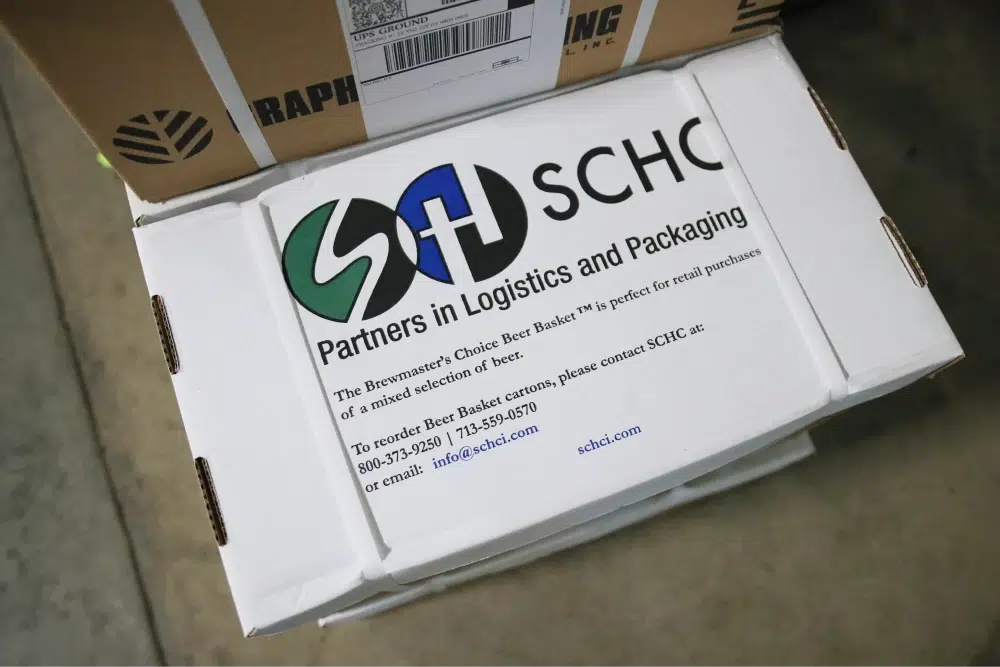 UPS GROUND
RAPH
ING
L, INC.
SCHC
Partners in Logistics and Packaging
The Brewmaster's Choice Beer Basket™ is perfect for retail purchases
of a mixed selection of beer.
To reorder Beer Basket cartons, please contact SCHC at:
800-373-9250 | 713-559-0570
or email: info@schci.com schci.com